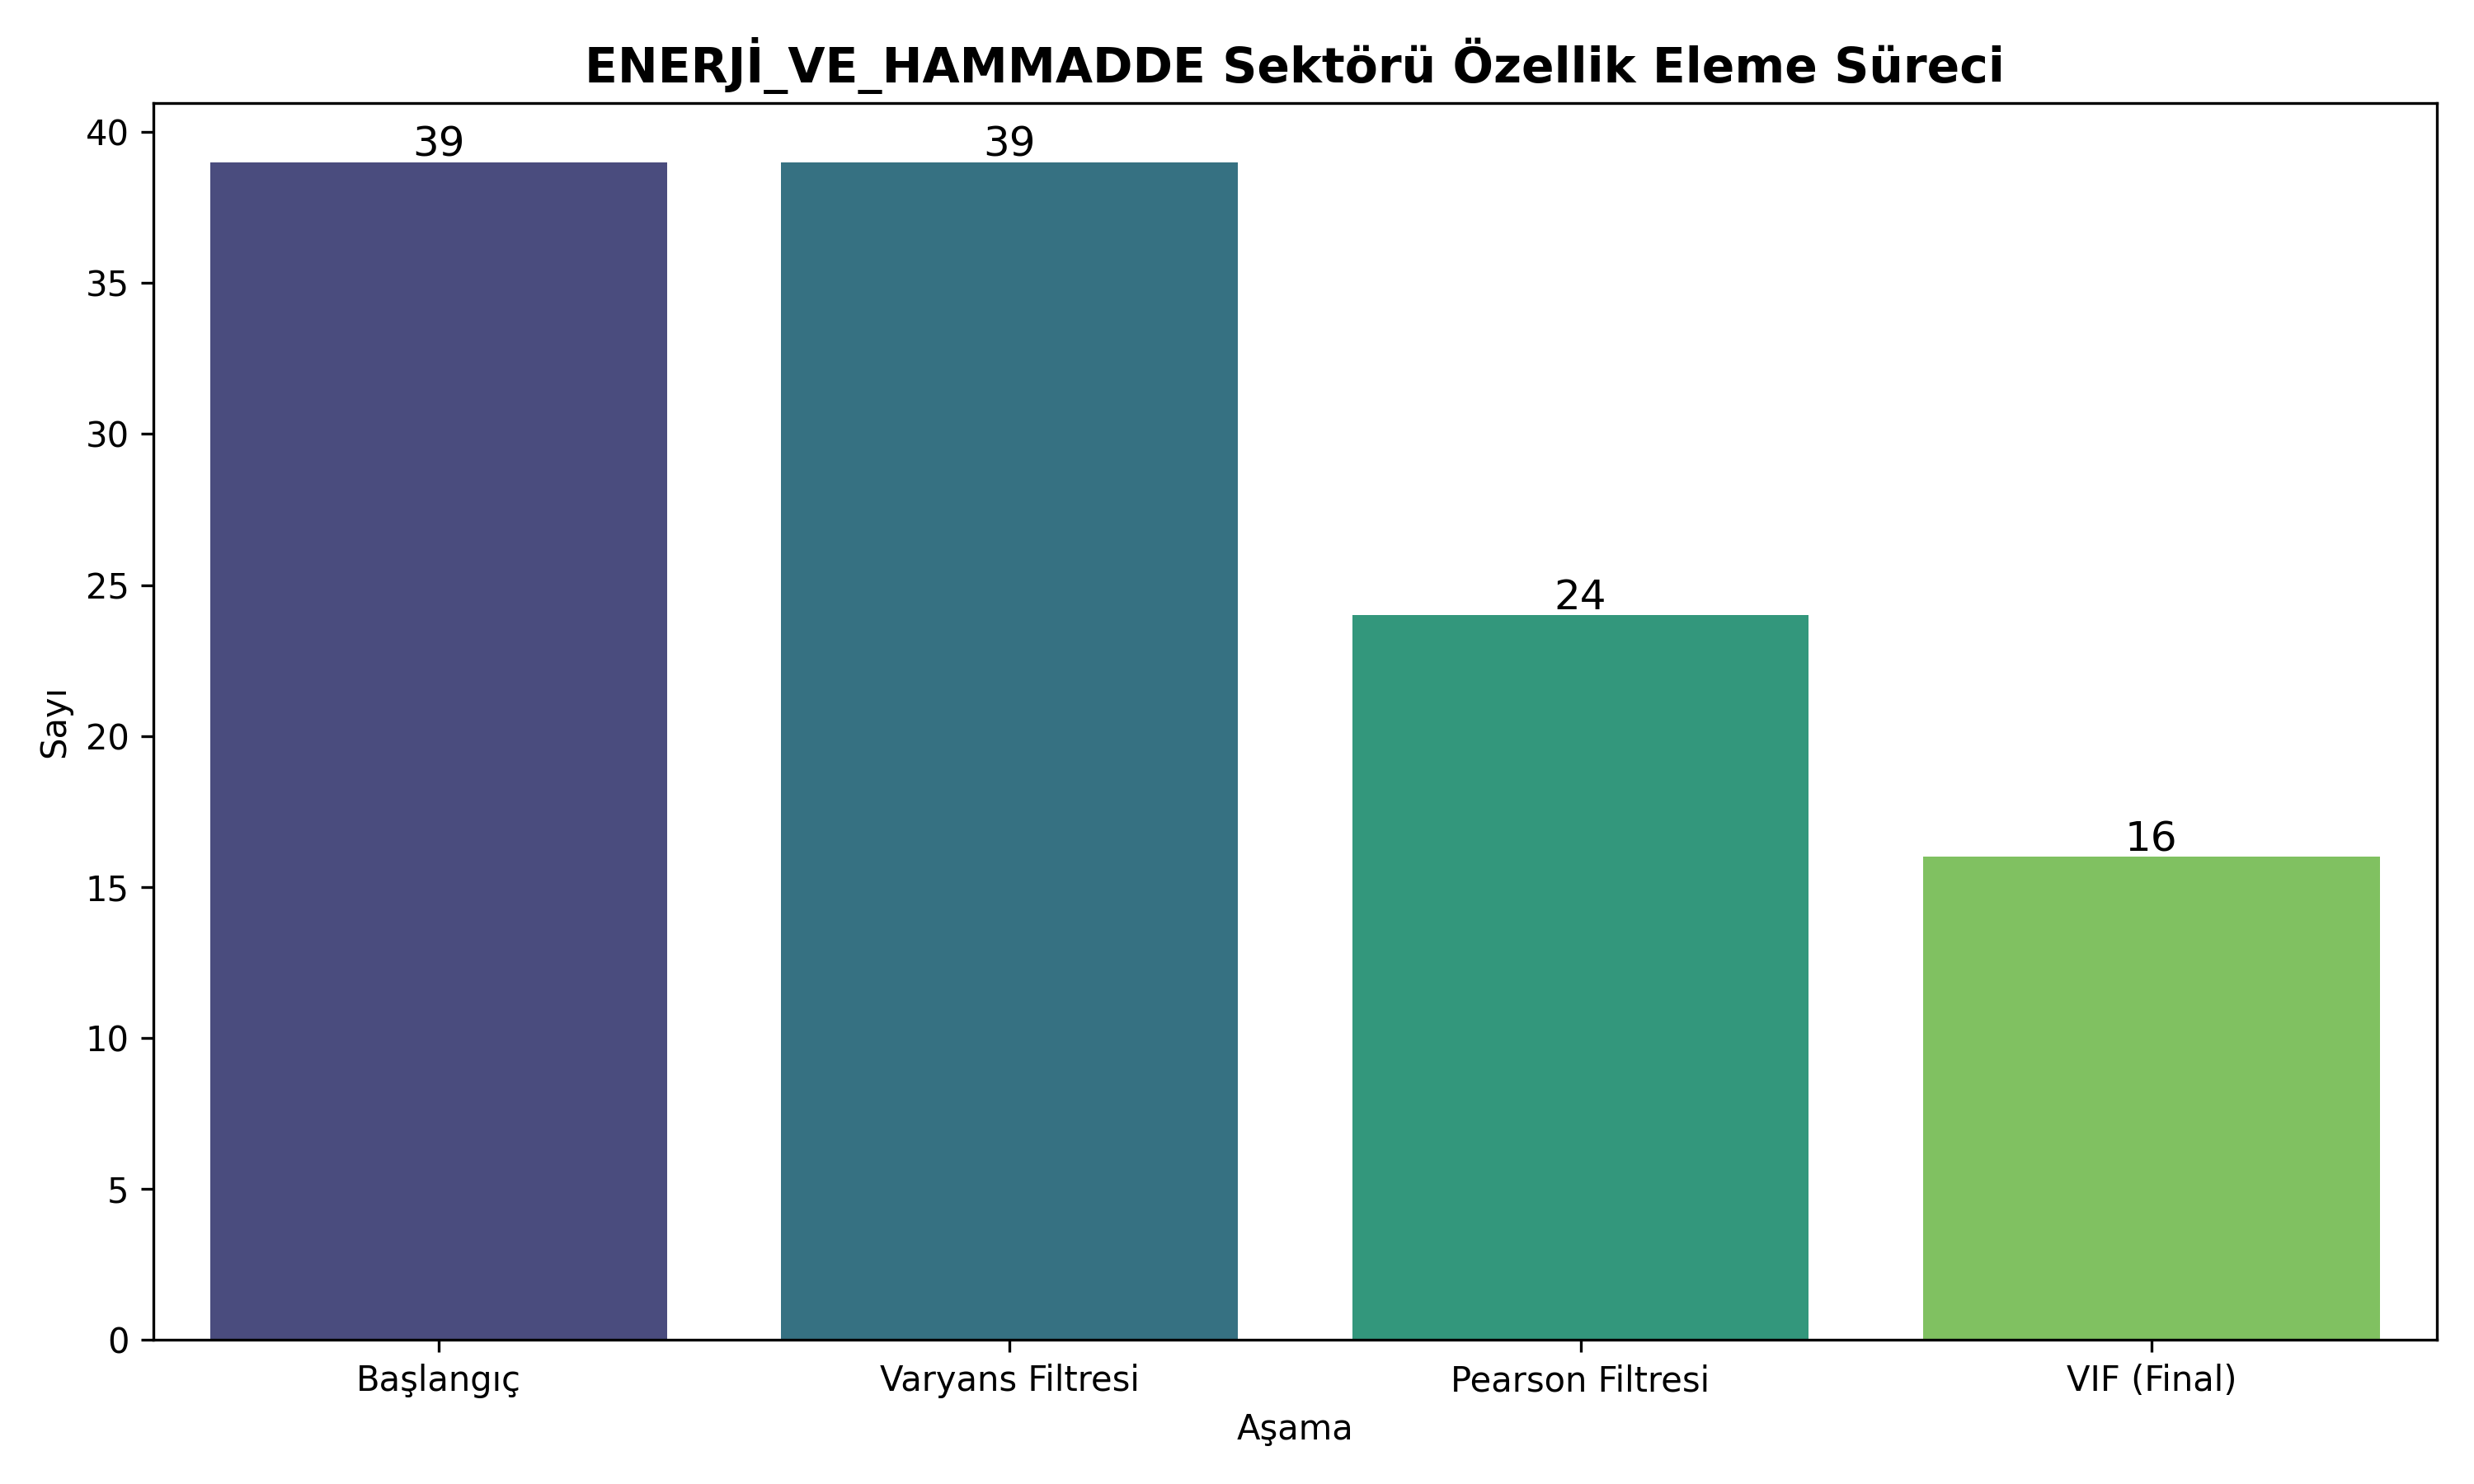 ENERJİ_VE_HAMMADDE Sektörü Özellik Eleme Süreci
40
35
30
25
20
15
10
5
0
Sayı
39
39
24
16
Başlangıç
Varyans Filtresi
Pearson Filtresi
VIF (Final)
Aşama